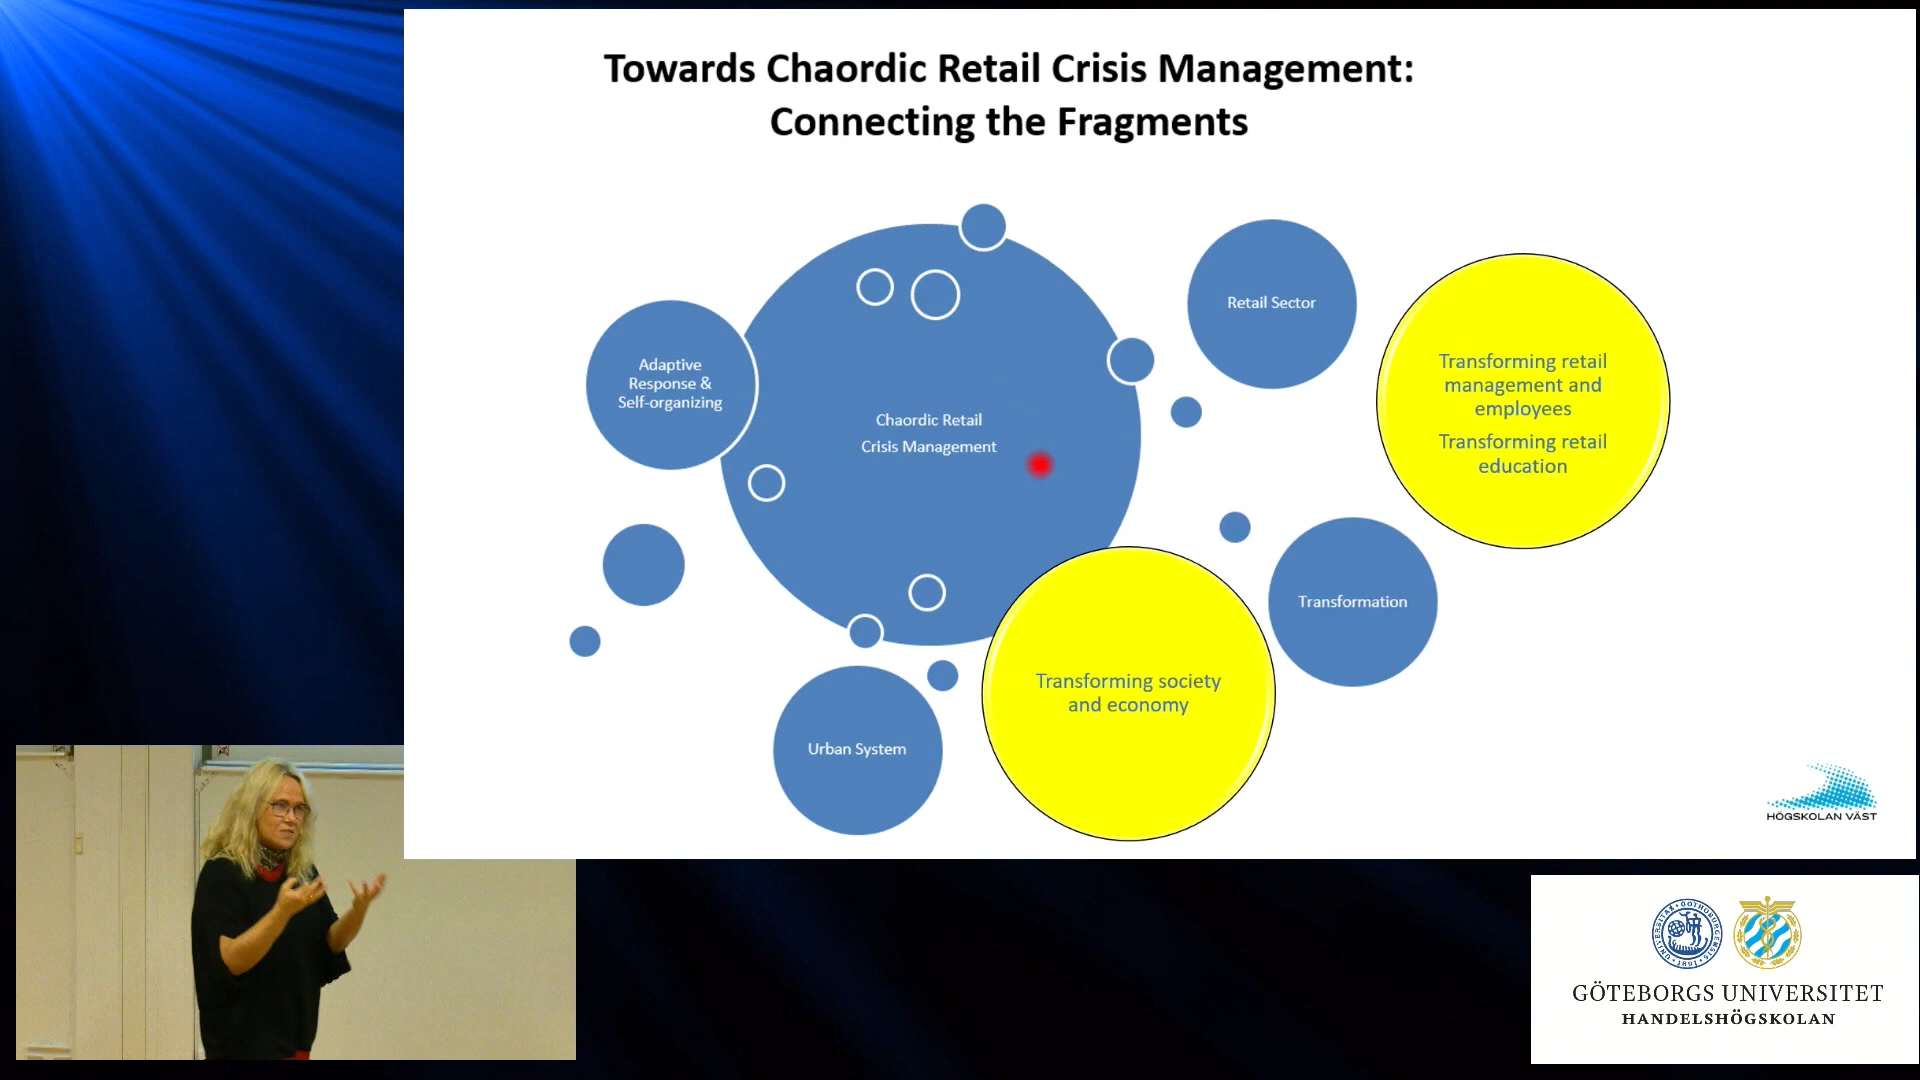 Towards Chaordic Retail Crisis Management:
Connecting the Fragments
Adaptive
Response &
Self-organizing
Chaordic Retail
Crisis Management
Retail Sector
Transforming retail
management and
employees
Transforming retail
education
Transformation
Transforming society
and economy
Urban System
HÖGSKOLAN VÄST
GÖTEBORGS UNIVERSITET
HANDELSHÖGSKOLAN